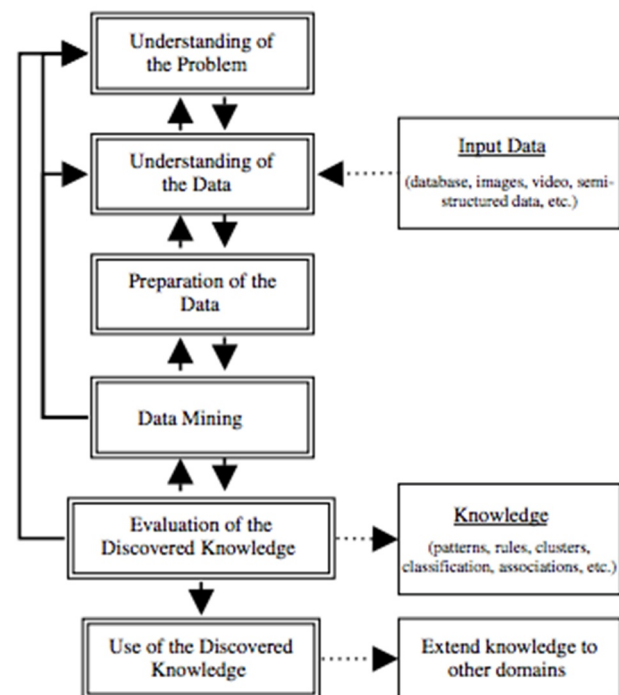 Understanding of
the Problem
Understanding of
the Data
Input Data
(database, images, video, semi-
structured data, etc.)
Preparation of the
Data
Data Mining
Evaluation of the
Discovered Knowledge
Knowledge
(patterns, rules, clusters,
classification, associations, etc.)
Use of the Discovered
Knowledge
Extend knowledge to
other domains